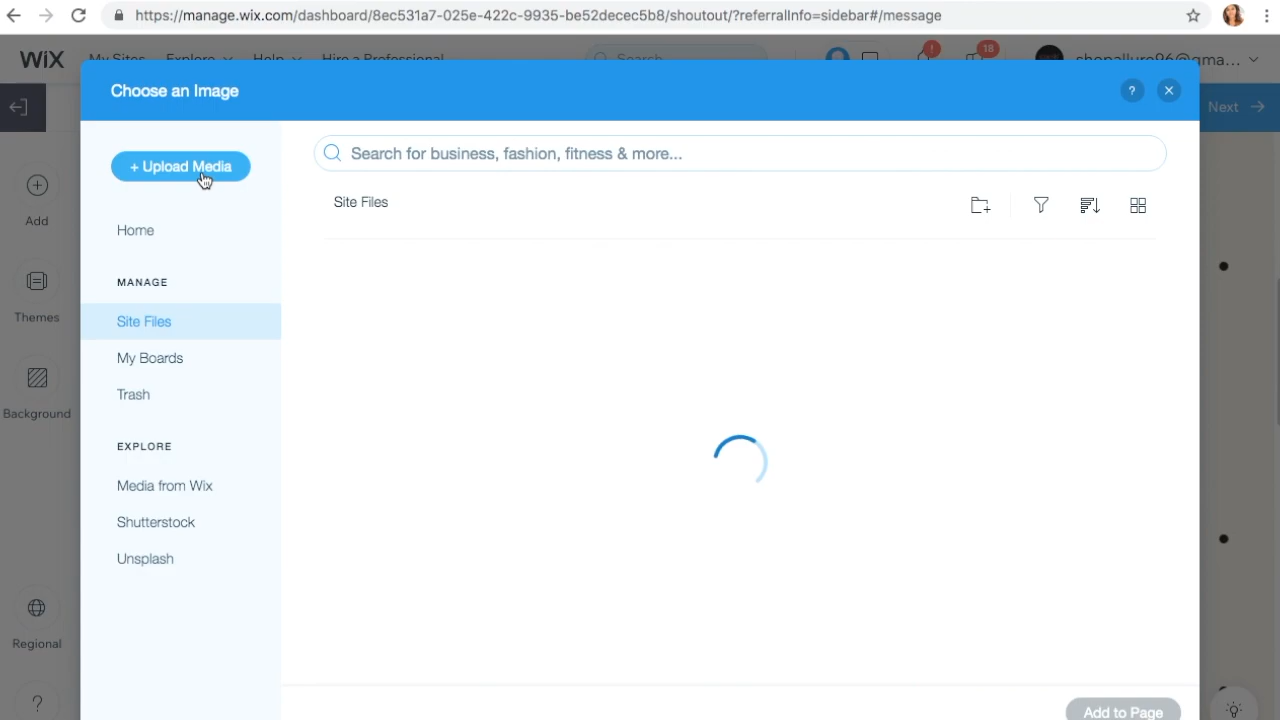 https://manage.wix.com/dashboard/8ec531a7-025e-422c-9935-be52decec5b8/shoutout/?referralInfo=sidebar#/message
WiX My Sites Explore Help Hire a Professional Search ! 18 shopallure96@gma...
Choose an Image ?
Next
+ Upload Media
Search for business, fashion, fitness & more...
Site Files
Add
Home
MANAGE
Themes
Site Files
My Boards
Trash
Background
EXPLORE
Media from Wix
Shutterstock
Unsplash
Regional
?
Add to Page